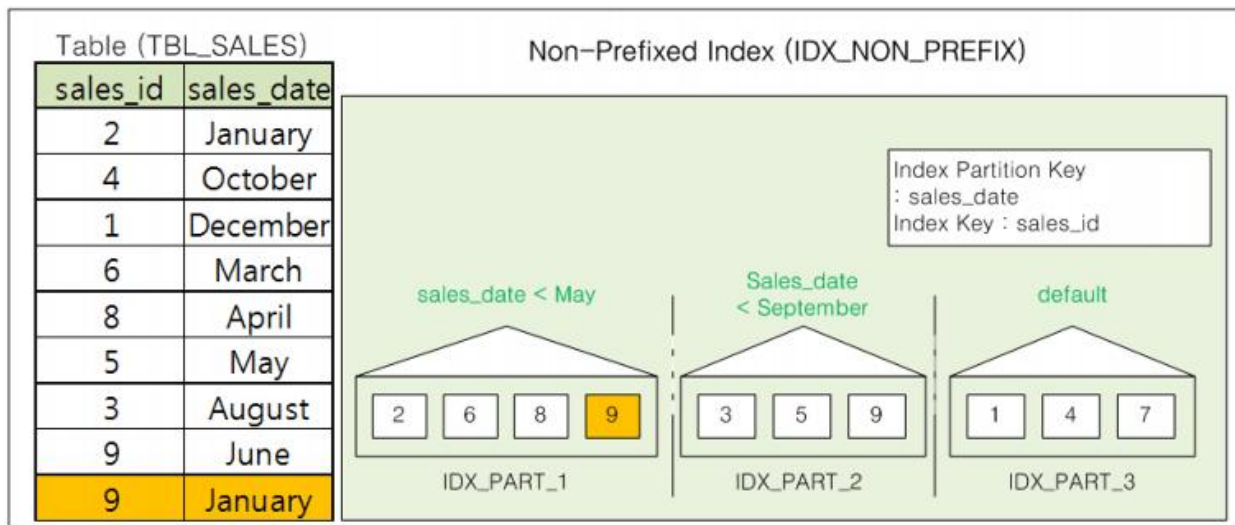 Table (TBL_SALES)
Non-Prefixed Index (IDX_NON_PREFIX)
sales_id sales_date
2 January
4 October
1 December
6 March
8 April
5 May
3 August
9 June
9 January
Index Partition Key
: sales_date
Index Key : sales_id
sales_date < May
Sales_date
< September
default
2 6 8 9
3 5 9
1 4 7
IDX_PART_1
IDX_PART_2
IDX_PART_3